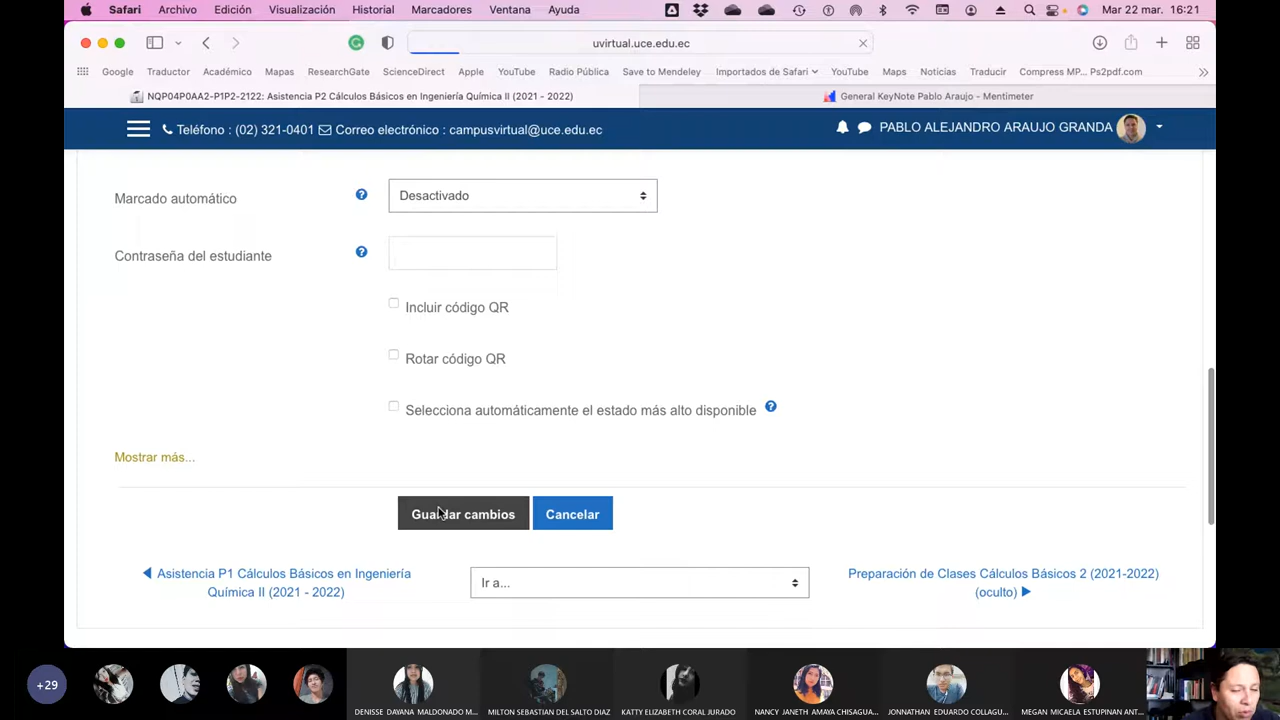 Safari Archivo Edición Visualización Historial Marcadores Ventana Ayuda Mar 22 mar. 16:21
uvirtual.uce.edu.ec
Google Traductor Académico Mapas ResearchGate ScienceDirect Apple YouTube Radio Pública Save to Mendeley Importados de Safari YouTube Maps Noticias Traducir Compress MP... Ps2pdf.com
NQP04P0AA2-P1P2-2122: Asistencia P2 Cálculos Básicos en Ingeniería Química II (2021 - 2022) General KeyNote Pablo Araujo - Mentimeter
Teléfono : (02) 321-0401 Correo electrónico : campusvirtual@uce.edu.ec PABLO ALEJANDRO ARAUJO GRANDA
Marcado automático Desactivado
Contraseña del estudiante
Incluir código QR
Rotar código QR
Selecciona automáticamente el estado más alto disponible
Mostrar más...
Guardar cambios Cancelar
Asistencia P1 Cálculos Básicos en Ingeniería
Química II (2021 - 2022)
Ir a...
Preparación de Clases Cálculos Básicos 2 (2021-2022)
(oculto)
+29
DENISSE DAYANA MALDONADO M... MILTON SEBASTIAN DEL SALTO DIAZ KATTY ELIZABETH CORAL JURADO NANCY JANETH AMAYA CHISAGUA... JONNATHAN EDUARDO COLLAGU... MEGAN MICAELA ESTUPINAN ANT...